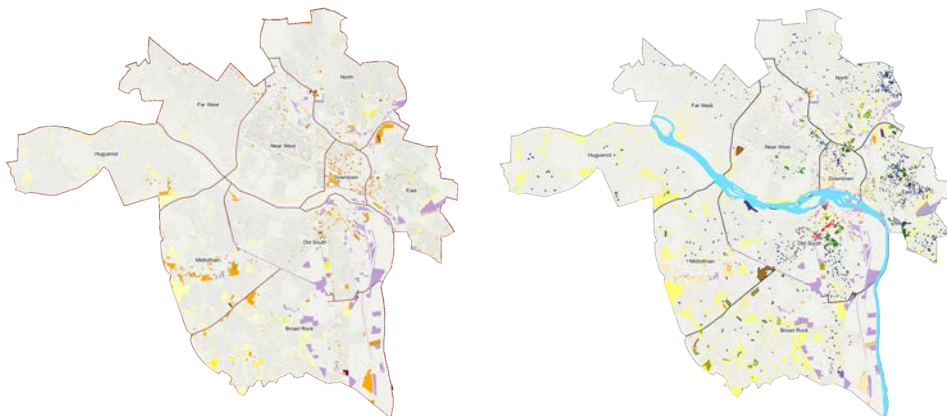 North
Far West
Near West
Huguenot
Downtown
East
Old South
Midlothian
Broad Rock
North
Far West
Near West
Huguenot
Downtown
East
Old South
Midlothian
Broad Rock